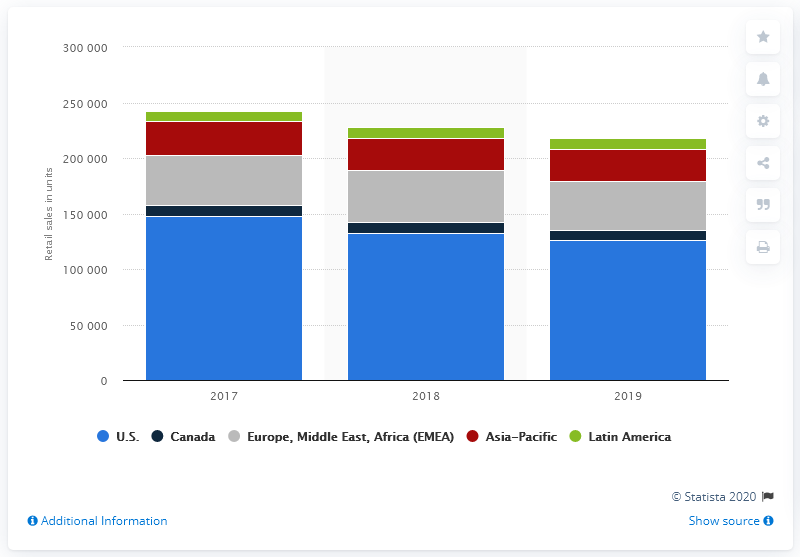 300 000
250 000
200 000
150 000
100 000
50 000
0
Retail sales in units
2017 2018 2019
U.S. Canada Europe, Middle East, Africa (EMEA) Asia-Pacific Latin America
© Statista 2020
Additional Information Show source